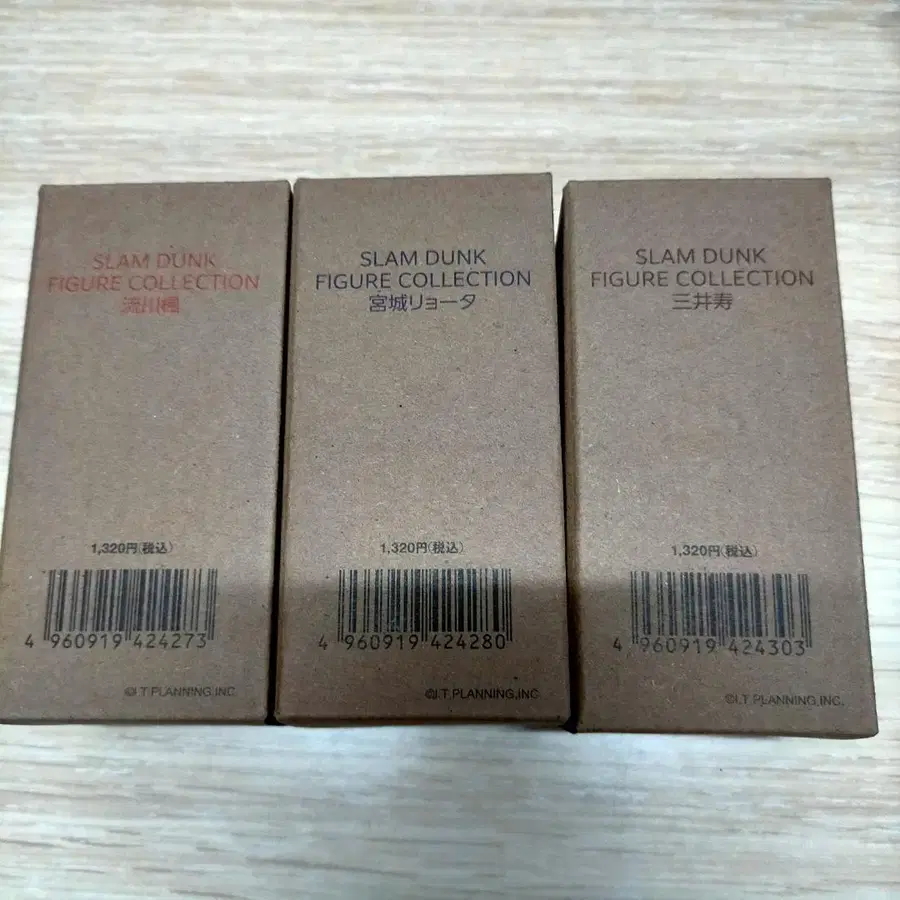 SLAM DUNK
FIGURE COLLECTION
流川楓
1,320円(税込)
4 960919 424273
©I.T.PLANNING,INC.
SLAM DUNK
FIGURE COLLECTION
宮城リョータ
1,320円(税込)
4 960919 424280
©I.T.PLANNING,INC.
SLAM DUNK
FIGURE COLLECTION
三井寿
1,320円(税込)
4 960919 424303
©I.T.PLANNING,INC.